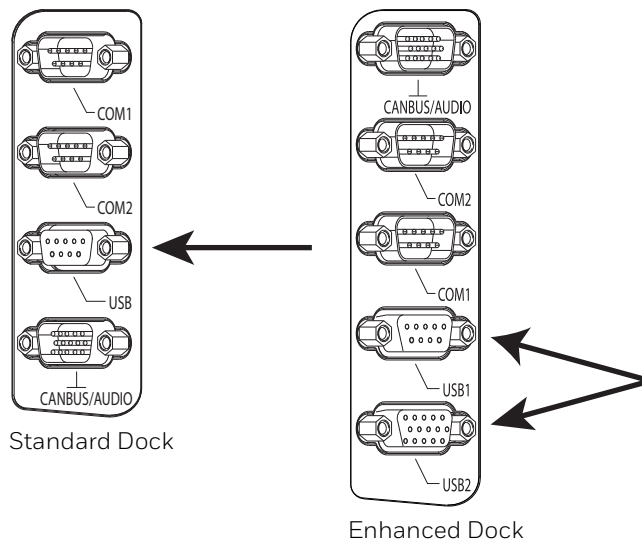 COM1
COM2
USB
CANBUS/AUDIO
Standard Dock
CANBUS/AUDIO
COM2
COM1
USB1
USB2
Enhanced Dock